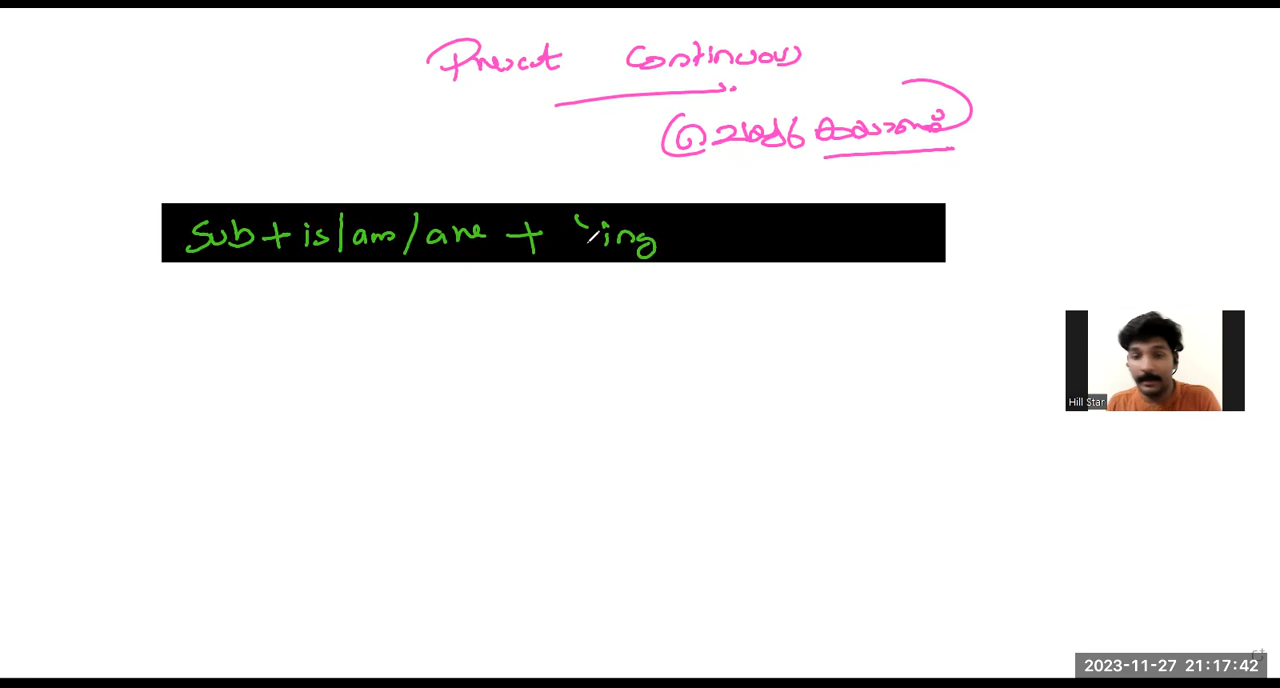 Present Continuous
Sub + is / am / are + ing
Hill Star
2023-11-27 21:17:42